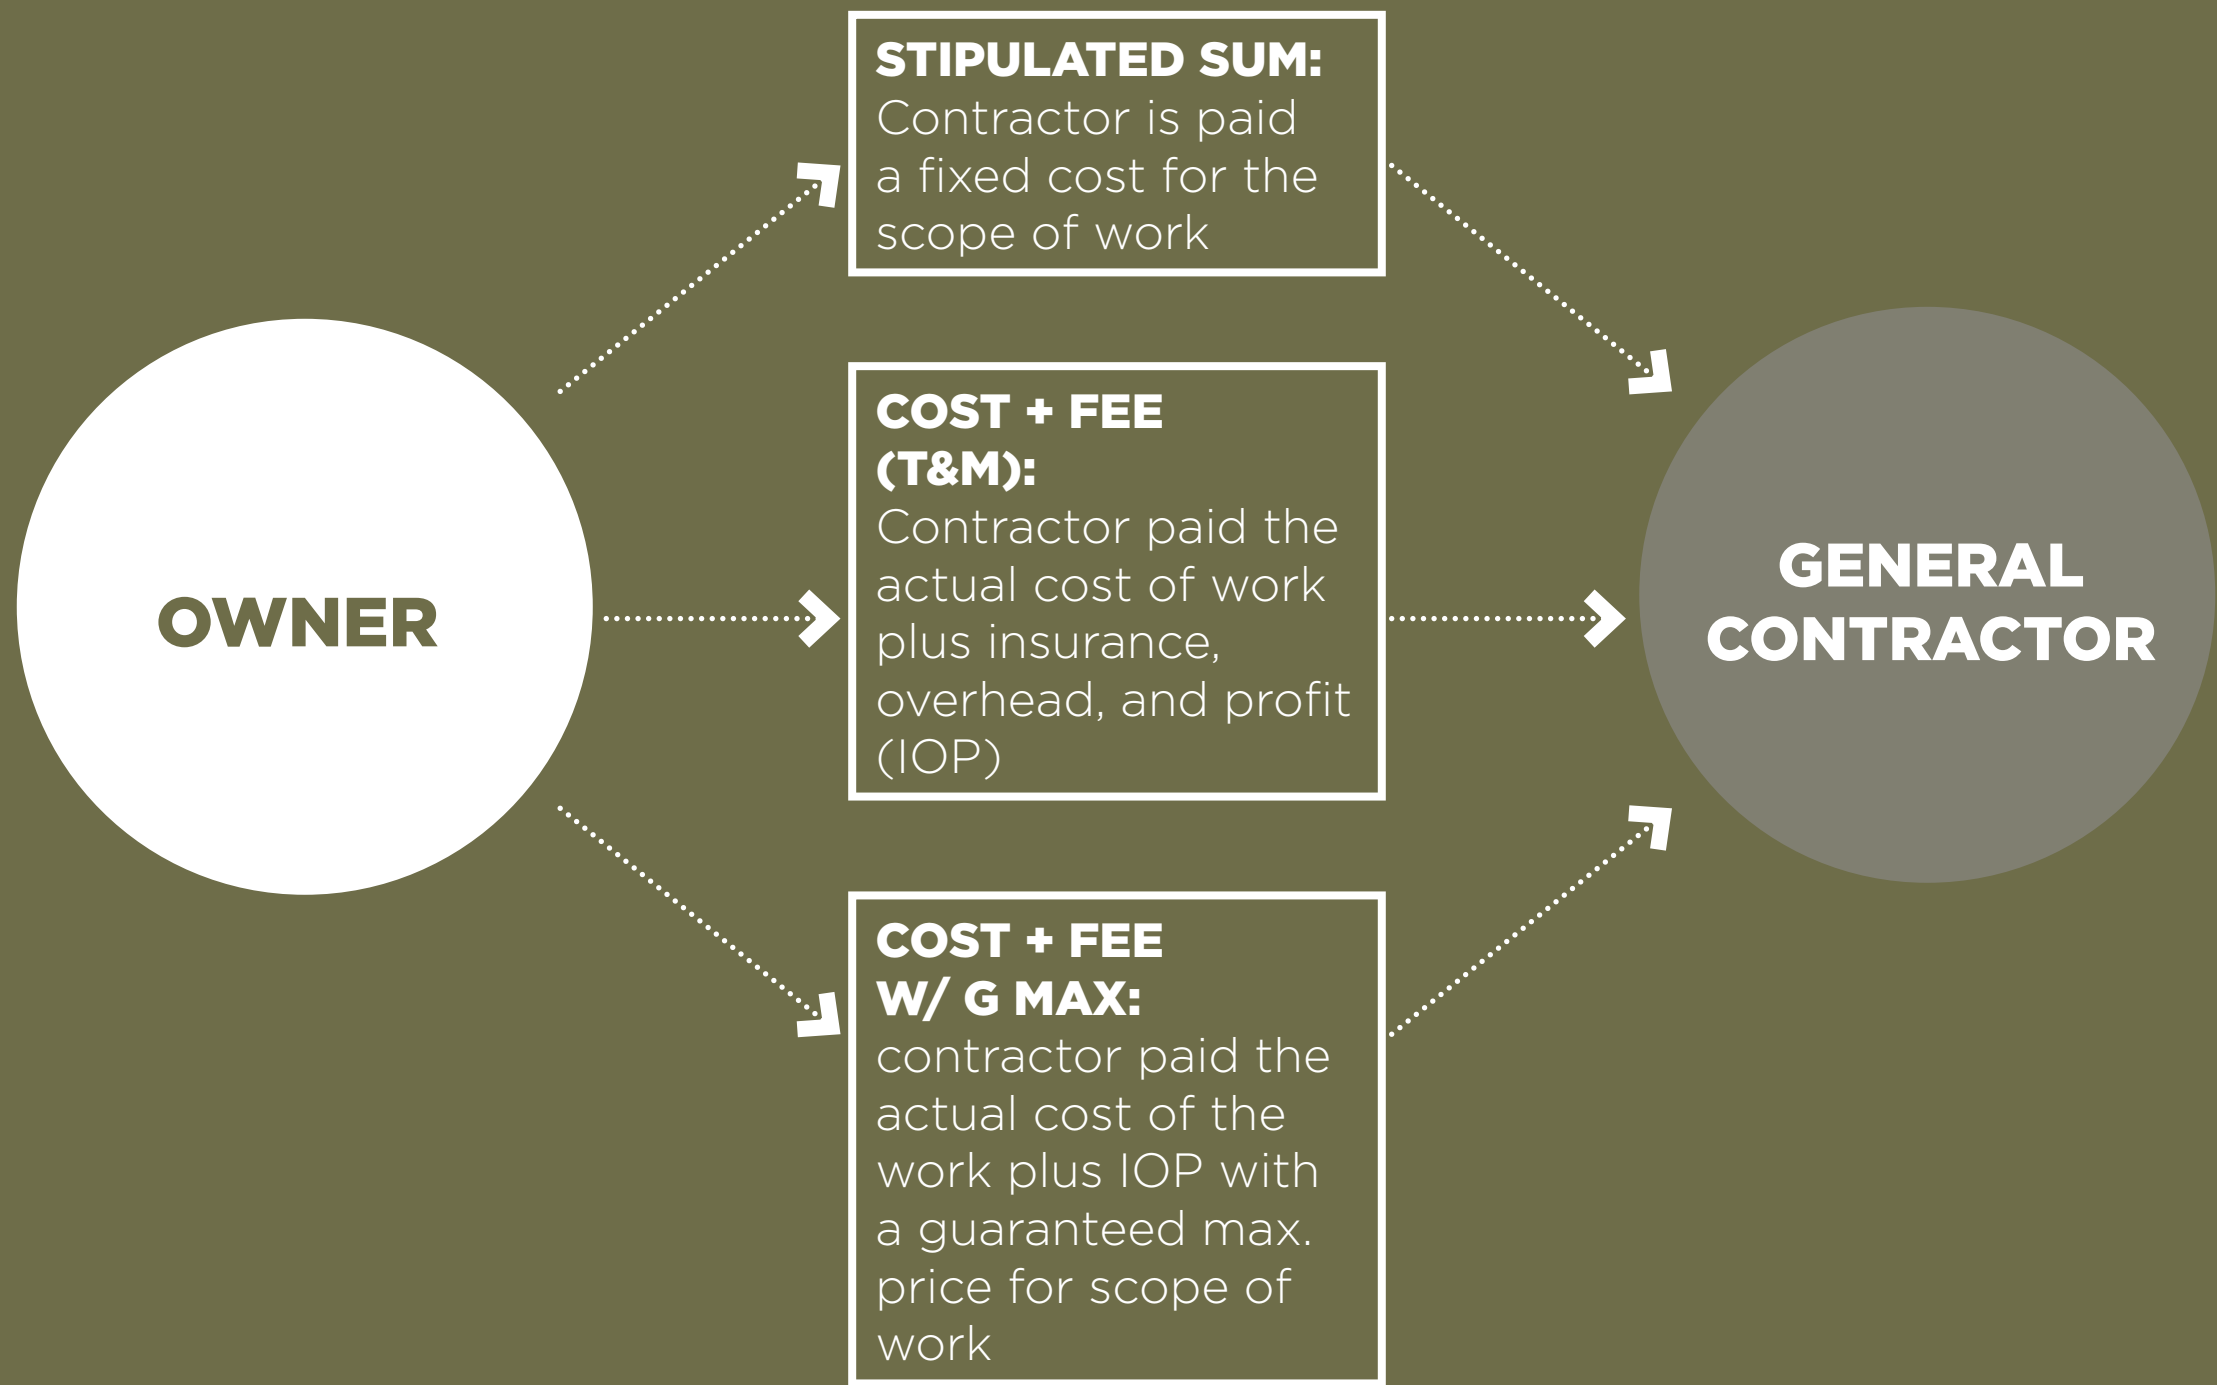 OWNER
STIPULATED SUM:
Contractor is paid
a fixed cost for the
scope of work
COST + FEE
(T&M):
Contractor paid the
actual cost of work
plus insurance,
overhead, and profit
(IOP)
COST + FEE
W/ G MAX:
contractor paid the
actual cost of the
work plus IOP with
a guaranteed max.
price for scope of
work
GENERAL
CONTRACTOR